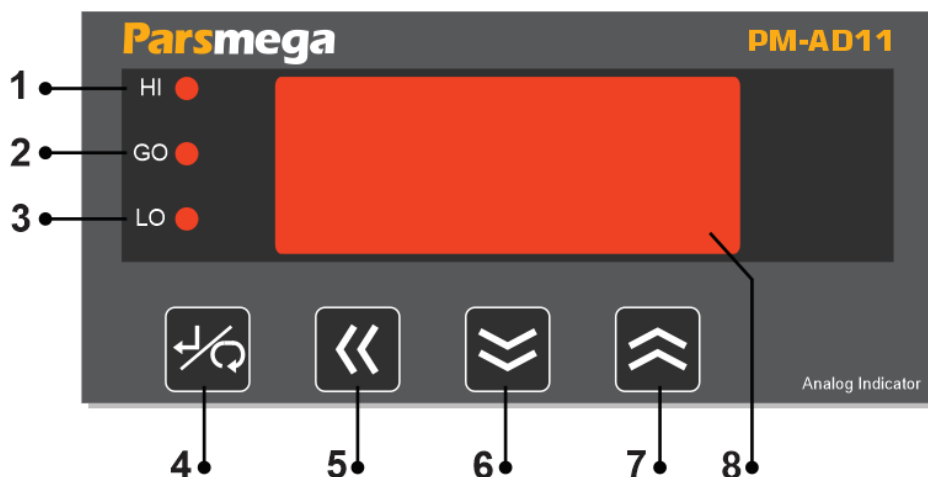 Parsmega PM-AD11
1 HI
2 GO
3 LO
Analog Indicator
4 5 6 7 8